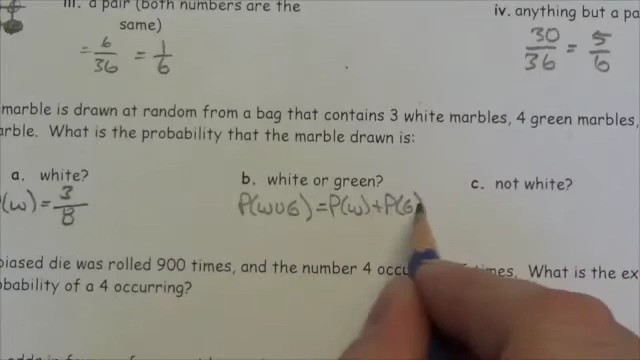 iii. a pair (both numbers are the
same)
= 6/36 = 1/6
iv. anything but a pa
30/36 = 5/6
marble is drawn at random from a bag that contains 3 white marbles, 4 green marbles,
arble. What is the probability that the marble drawn is:
a. white?
b. white or green?
c. not white?
P(W) = 3/8
P(W∪G) = P(W) + P(G)
biased die was rolled 900 times, and the number 4 occu times. What is the ex
obability of a 4 occurring?